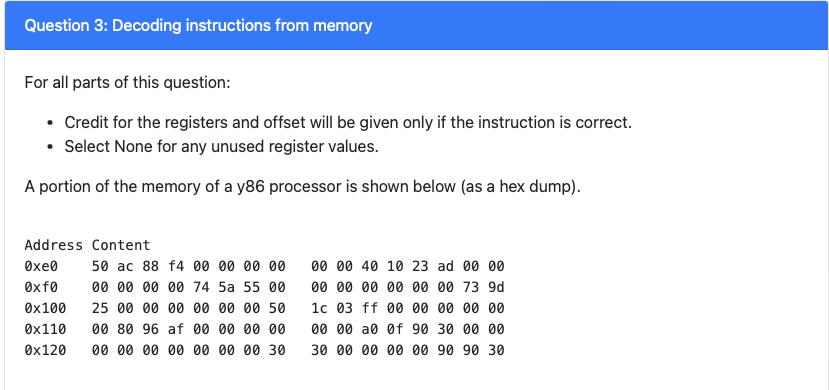 Question 3: Decoding instructions from memory
For all parts of this question:
• Credit for the registers and offset will be given only if the instruction is correct.
• Select None for any unused register values.
A portion of the memory of a y86 processor is shown below (as a hex dump).
Address Content
0xe0 50 ac 88 f4 00 00 00 00 00 00 40 10 23 ad 00 00
0xf0 00 00 00 00 74 5a 55 00 00 00 00 00 00 00 73 9d
0x100 25 00 00 00 00 00 00 50 1c 03 ff 00 00 00 00 00
0x110 00 80 96 af 00 00 00 00 00 00 a0 0f 90 30 00 00
0x120 00 00 00 00 00 00 00 30 30 00 00 00 00 90 90 30